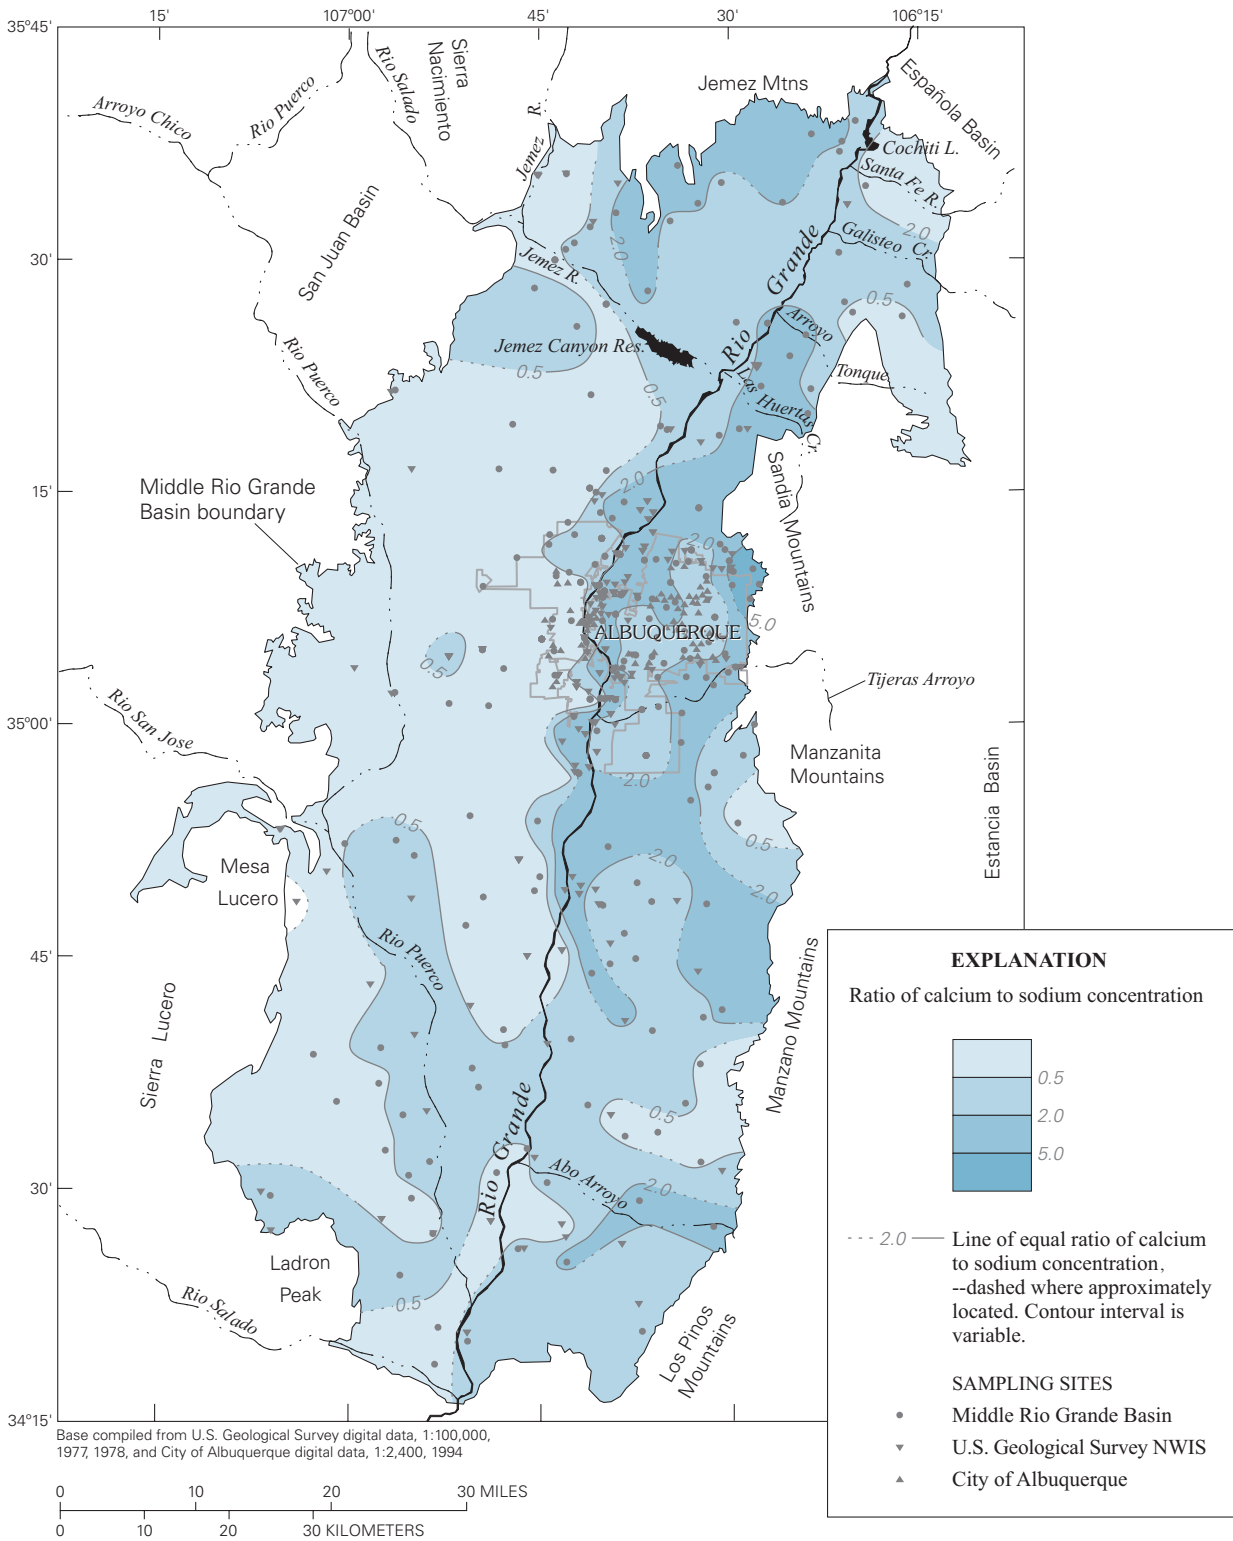 15'
107°00'
45'
30'
106°15'
35°45'
Sierra
Nacimiento
Jemez Mtns
Española Basin
Rio Salado
Rio Puerco
Arroyo Chico
Jemez R.
Cochiti L.
Santa Fe R.
San Juan Basin
2.0
2.0
Galisteo Cr.
30'
Jemez R.
Rio Grande
0.5
Arroyo
Tonque
Rio Puerco
Jemez Canyon Res.
0.5
0.5
Las Huertas Cr.
15'
Middle Rio Grande
Basin boundary
2.0
Sandia Mountains
2.0
5.0
ALBUQUERQUE
0.5
Tijeras Arroyo
Rio San Jose
35°00'
Manzanita
Mountains
Estancia Basin
2.0
0.5
0.5
2.0
2.0
Mesa
Lucero
Rio Puerco
45'
Sierra Lucero
Manzano Mountains
0.5
Rio Grande
Abo Arroyo
2.0
30'
Ladron
Peak
0.5
Rio Salado
Los Pinos
Mountains
34°15'
EXPLANATION
Ratio of calcium to sodium concentration
0.5
2.0
5.0
2.0
Line of equal ratio of calcium
to sodium concentration,
--dashed where approximately
located. Contour interval is
variable.
SAMPLING SITES
Middle Rio Grande Basin
U.S. Geological Survey NWIS
City of Albuquerque
Base compiled from U.S. Geological Survey digital data, 1:100,000,
1977, 1978, and City of Albuquerque digital data, 1:2,400, 1994
0 10 20 30 MILES
0 10 20 30 KILOMETERS